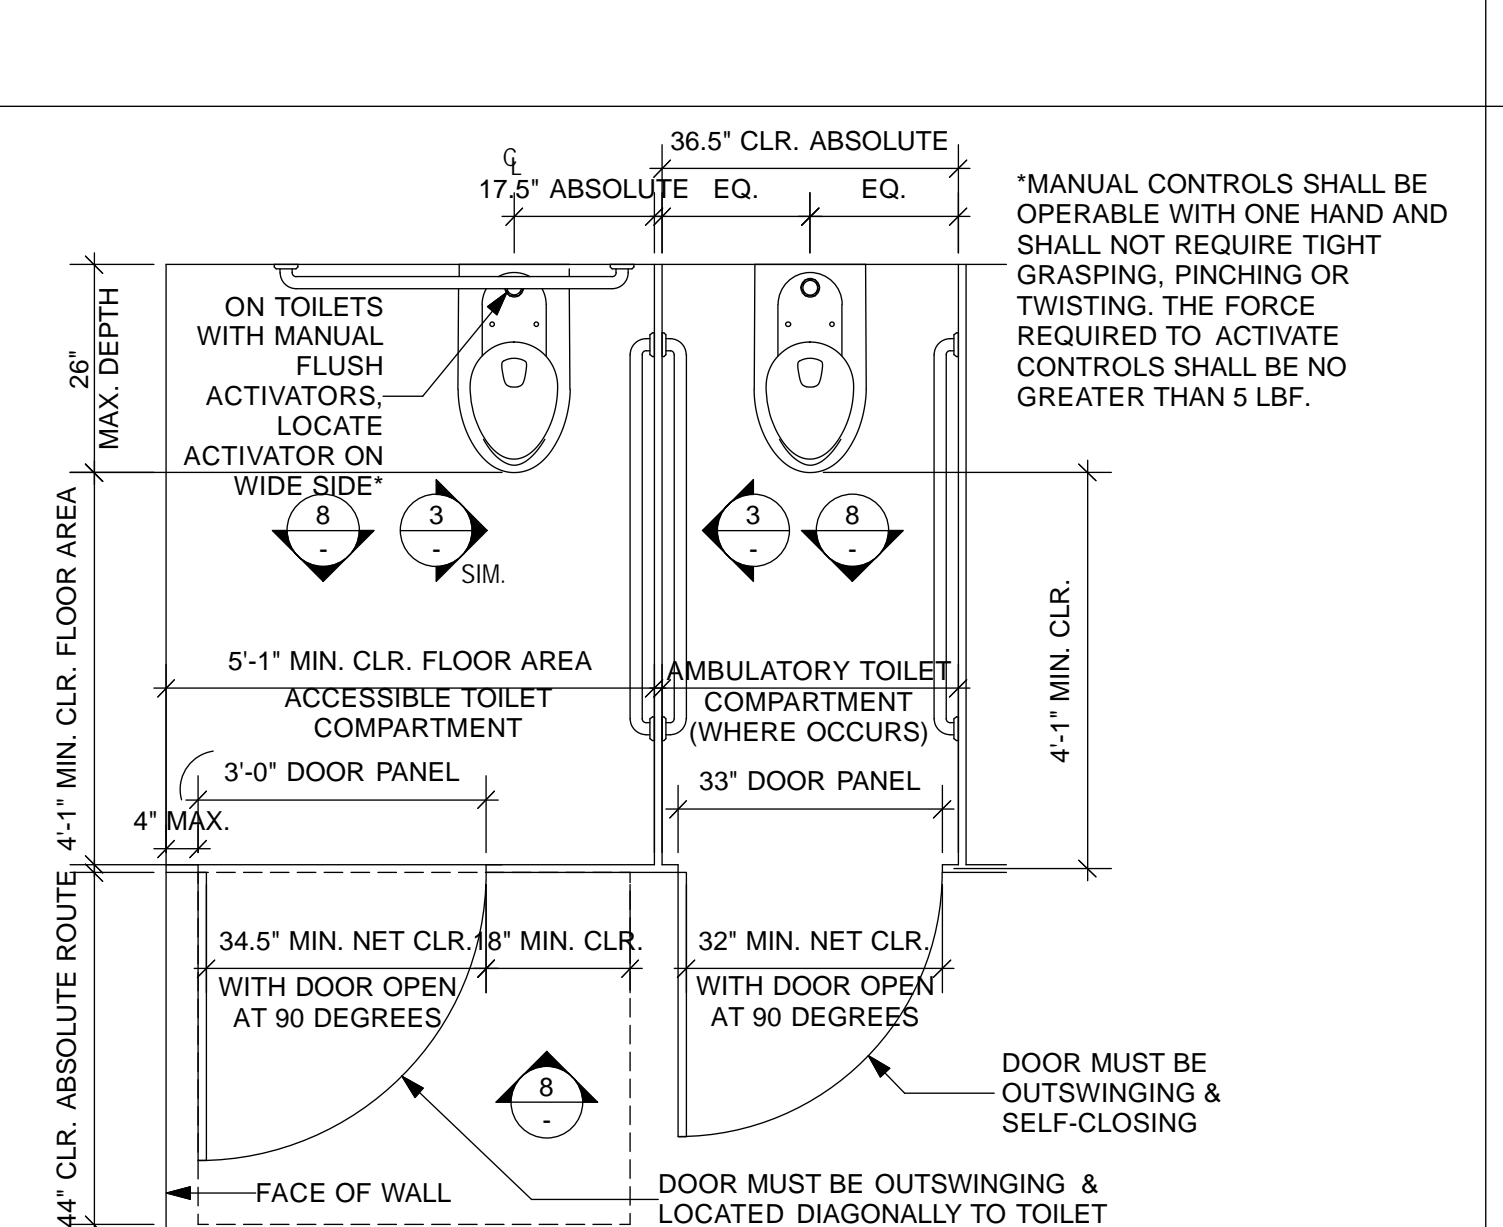 36.5" CLR. ABSOLUTE
℄
17.5" ABSOLUTE
EQ.
EQ.
*MANUAL CONTROLS SHALL BE
OPERABLE WITH ONE HAND AND
SHALL NOT REQUIRE TIGHT
GRASPING, PINCHING OR
TWISTING. THE FORCE
REQUIRED TO ACTIVATE
CONTROLS SHALL BE NO
GREATER THAN 5 LBF.
26"
MAX. DEPTH
ON TOILETS
WITH MANUAL
FLUSH
ACTIVATORS,
LOCATE
ACTIVATOR ON
WIDE SIDE*
8
-
3
-
SIM.
3
-
8
-
4'-1" MIN. CLR. FLOOR AREA
4'-1" MIN. CLR.
5'-1" MIN. CLR. FLOOR AREA
ACCESSIBLE TOILET
COMPARTMENT
AMBULATORY TOILET
COMPARTMENT
(WHERE OCCURS)
3'-0" DOOR PANEL
33" DOOR PANEL
4" MAX.
44" CLR. ABSOLUTE ROUTE
34.5" MIN. NET CLR.
WITH DOOR OPEN
AT 90 DEGREES
18" MIN. CLR.
32" MIN. NET CLR.
WITH DOOR OPEN
AT 90 DEGREES
8
-
DOOR MUST BE
OUTSWINGING &
SELF-CLOSING
FACE OF WALL
DOOR MUST BE OUTSWINGING &
LOCATED DIAGONALLY TO TOILET